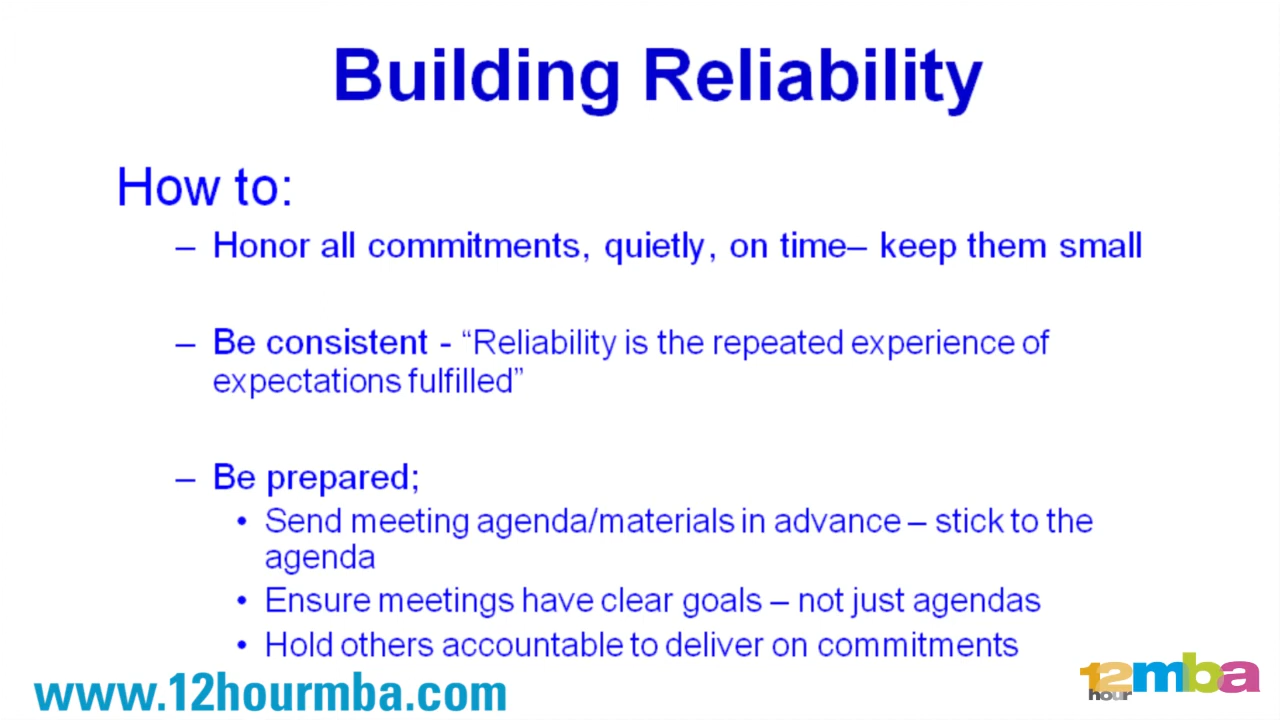 Building Reliability
How to:
– Honor all commitments, quietly, on time– keep them small
– Be consistent - “Reliability is the repeated experience of
expectations fulfilled”
– Be prepared;
• Send meeting agenda/materials in advance – stick to the
agenda
• Ensure meetings have clear goals – not just agendas
• Hold others accountable to deliver on commitments
www.12hourmba.com
12mba
hour